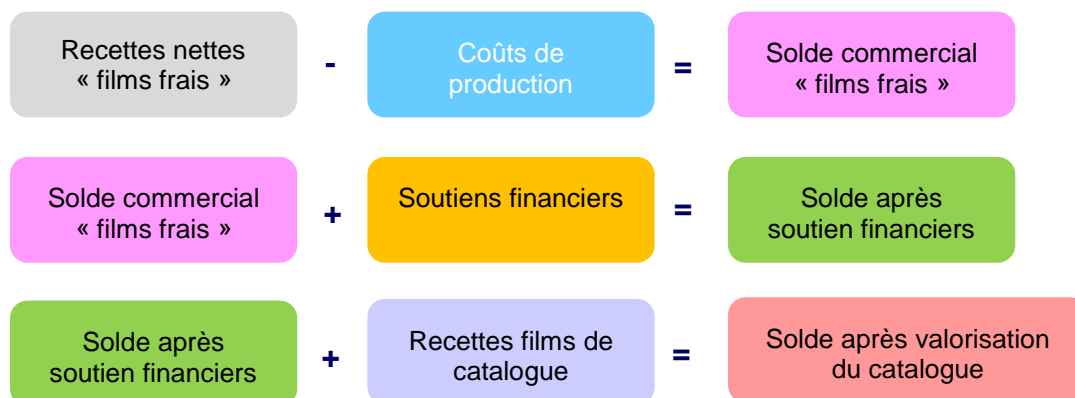 Recettes nettes
« films frais »
-
Coûts de
production
=
Solde commercial
« films frais »
Solde commercial
« films frais »
+
Soutiens financiers
=
Solde après
soutien financiers
Solde après
soutien financiers
+
Recettes films de
catalogue
=
Solde après valorisation
du catalogue